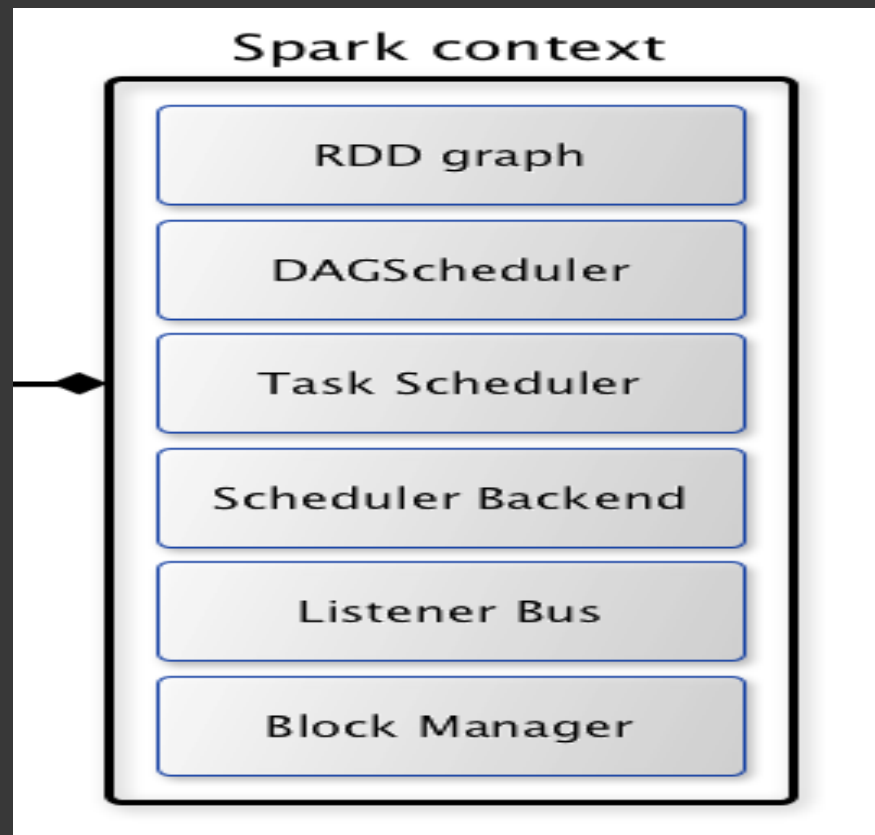 Spark context
RDD graph
DAGScheduler
Task Scheduler
Scheduler Backend
Listener Bus
Block Manager